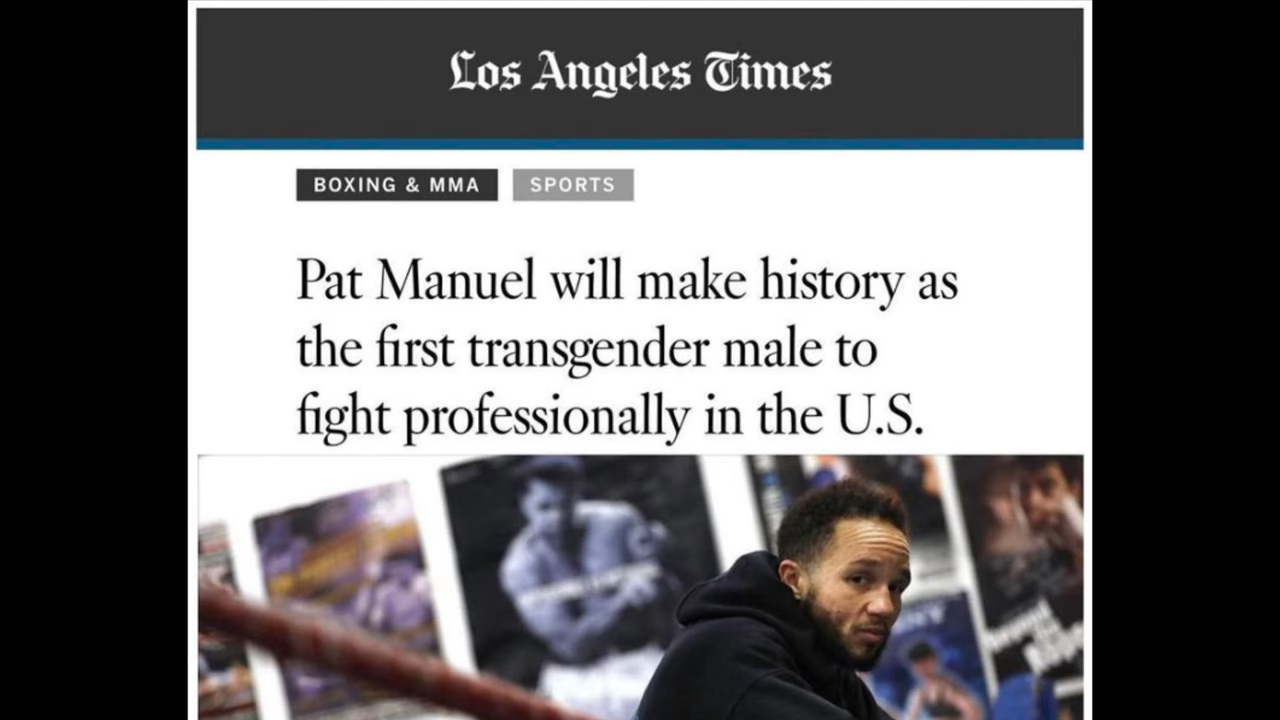 Los Angeles Times
BOXING & MMA SPORTS
Pat Manuel will make history as
the first transgender male to
fight professionally in the U.S.